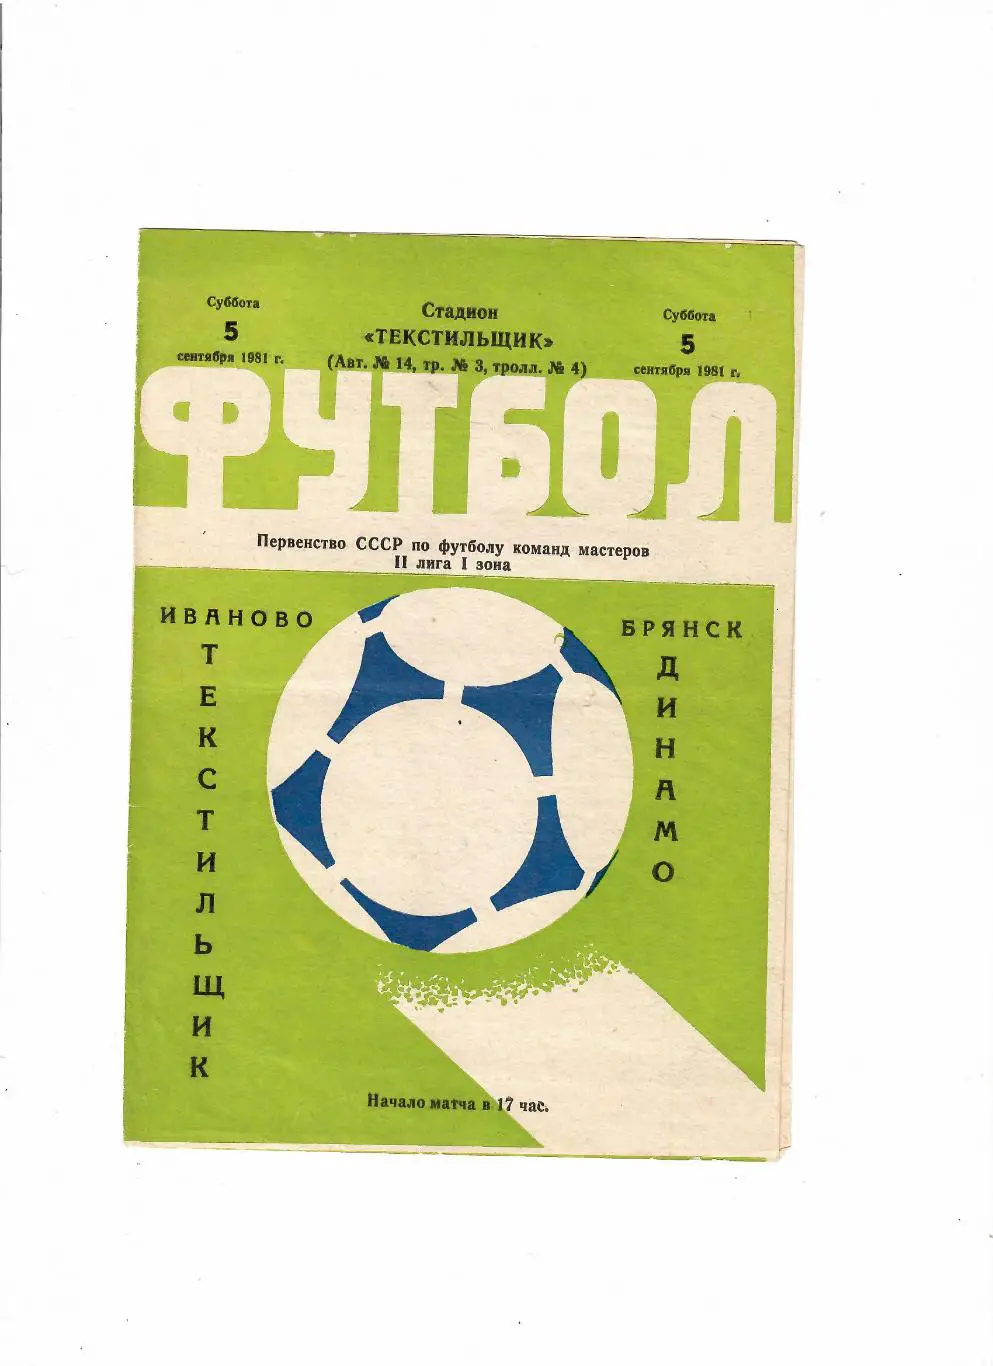 Суббота
5
сентября 1981 г.
Стадион
«ТЕКСТИЛЬЩИК»
(Авт. № 14, тр. № 3, тролл. № 4)
Суббота
5
сентября 1981 г.
ФУТБОЛ
Первенство СССР по футболу команд мастеров
II лига I зона
ИВАНОВО
ТЕКСТИЛЬЩИК
БРЯНСК
ДИНАМО
Начало матча в 17 час.